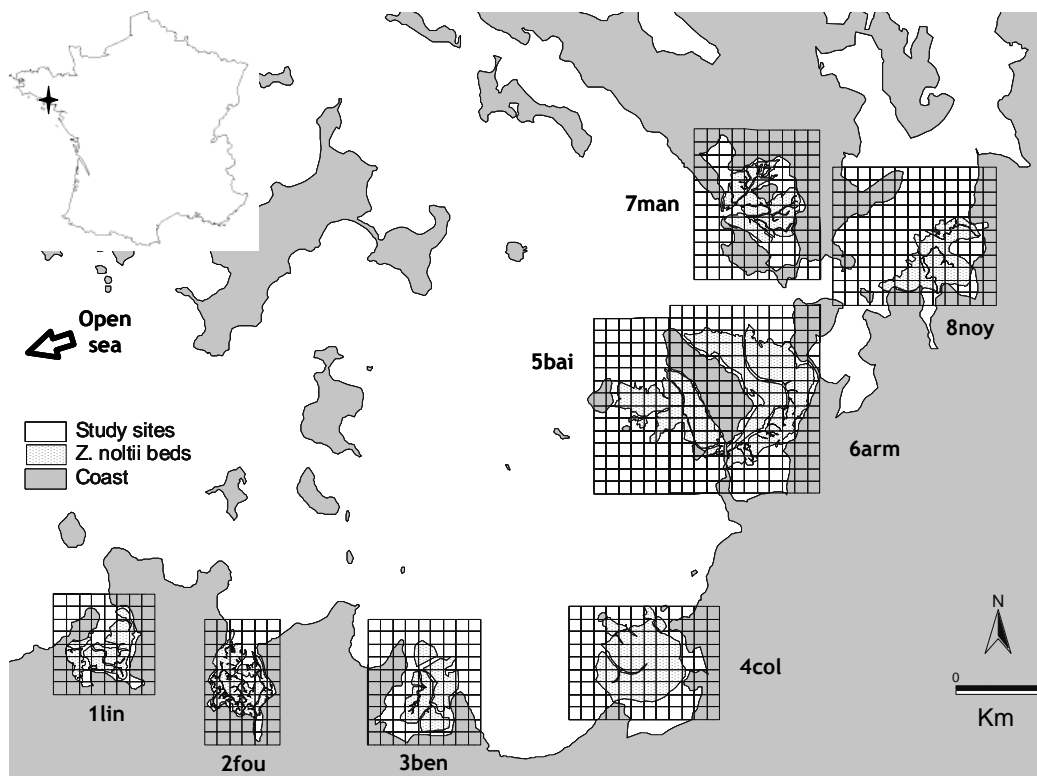 7man
8noy
Open
sea
5bai
Study sites
Z. noltii beds
Coast
6arm
N
4col
0
Km
1lin
2fou
3ben